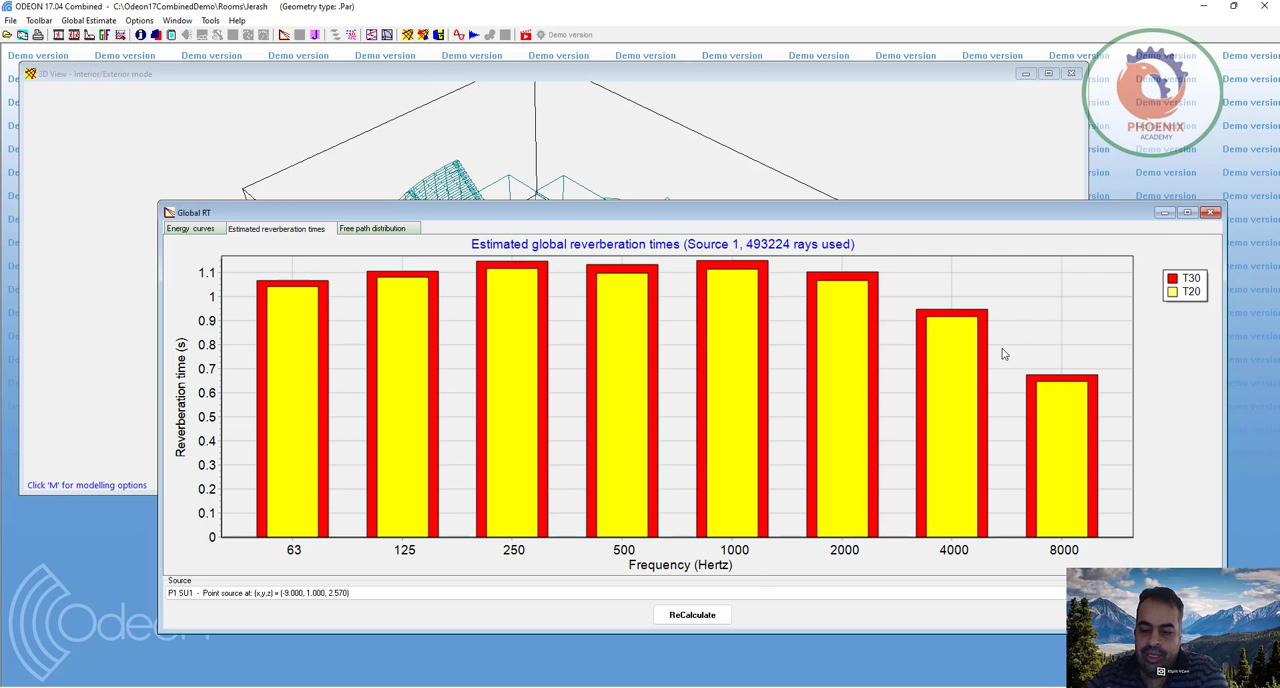 ODEON 17.04 Combined - C:\Odeon17CombinedDemo\Rooms\Jerash (Geometry type: .Par)
File Toolbar Global Estimate Options Window Tools Help
Demo version
Demo version Demo version Demo version Demo version Demo version Demo version Demo version Demo version Demo version Demo version Demo version Demo version
3D View - Interior/Exterior mode
PHOENIX
ACADEMY
Global RT
Energy curves Estimated reverberation times Free path distribution
Estimated global reverberation times (Source 1, 493224 rays used)
T30
T20
Reverberation time (s)
1.1
1
0.9
0.8
0.7
0.6
0.5
0.4
0.3
0.2
0.1
0
63 125 250 500 1000 2000 4000 8000
Frequency (Hertz)
Click 'M' for modelling options
Source
P1 SU1 - Point source at: (x,y,z) = (-9.000, 1.000, 2.570)
ReCalculate
Odeon
XSplit VCam